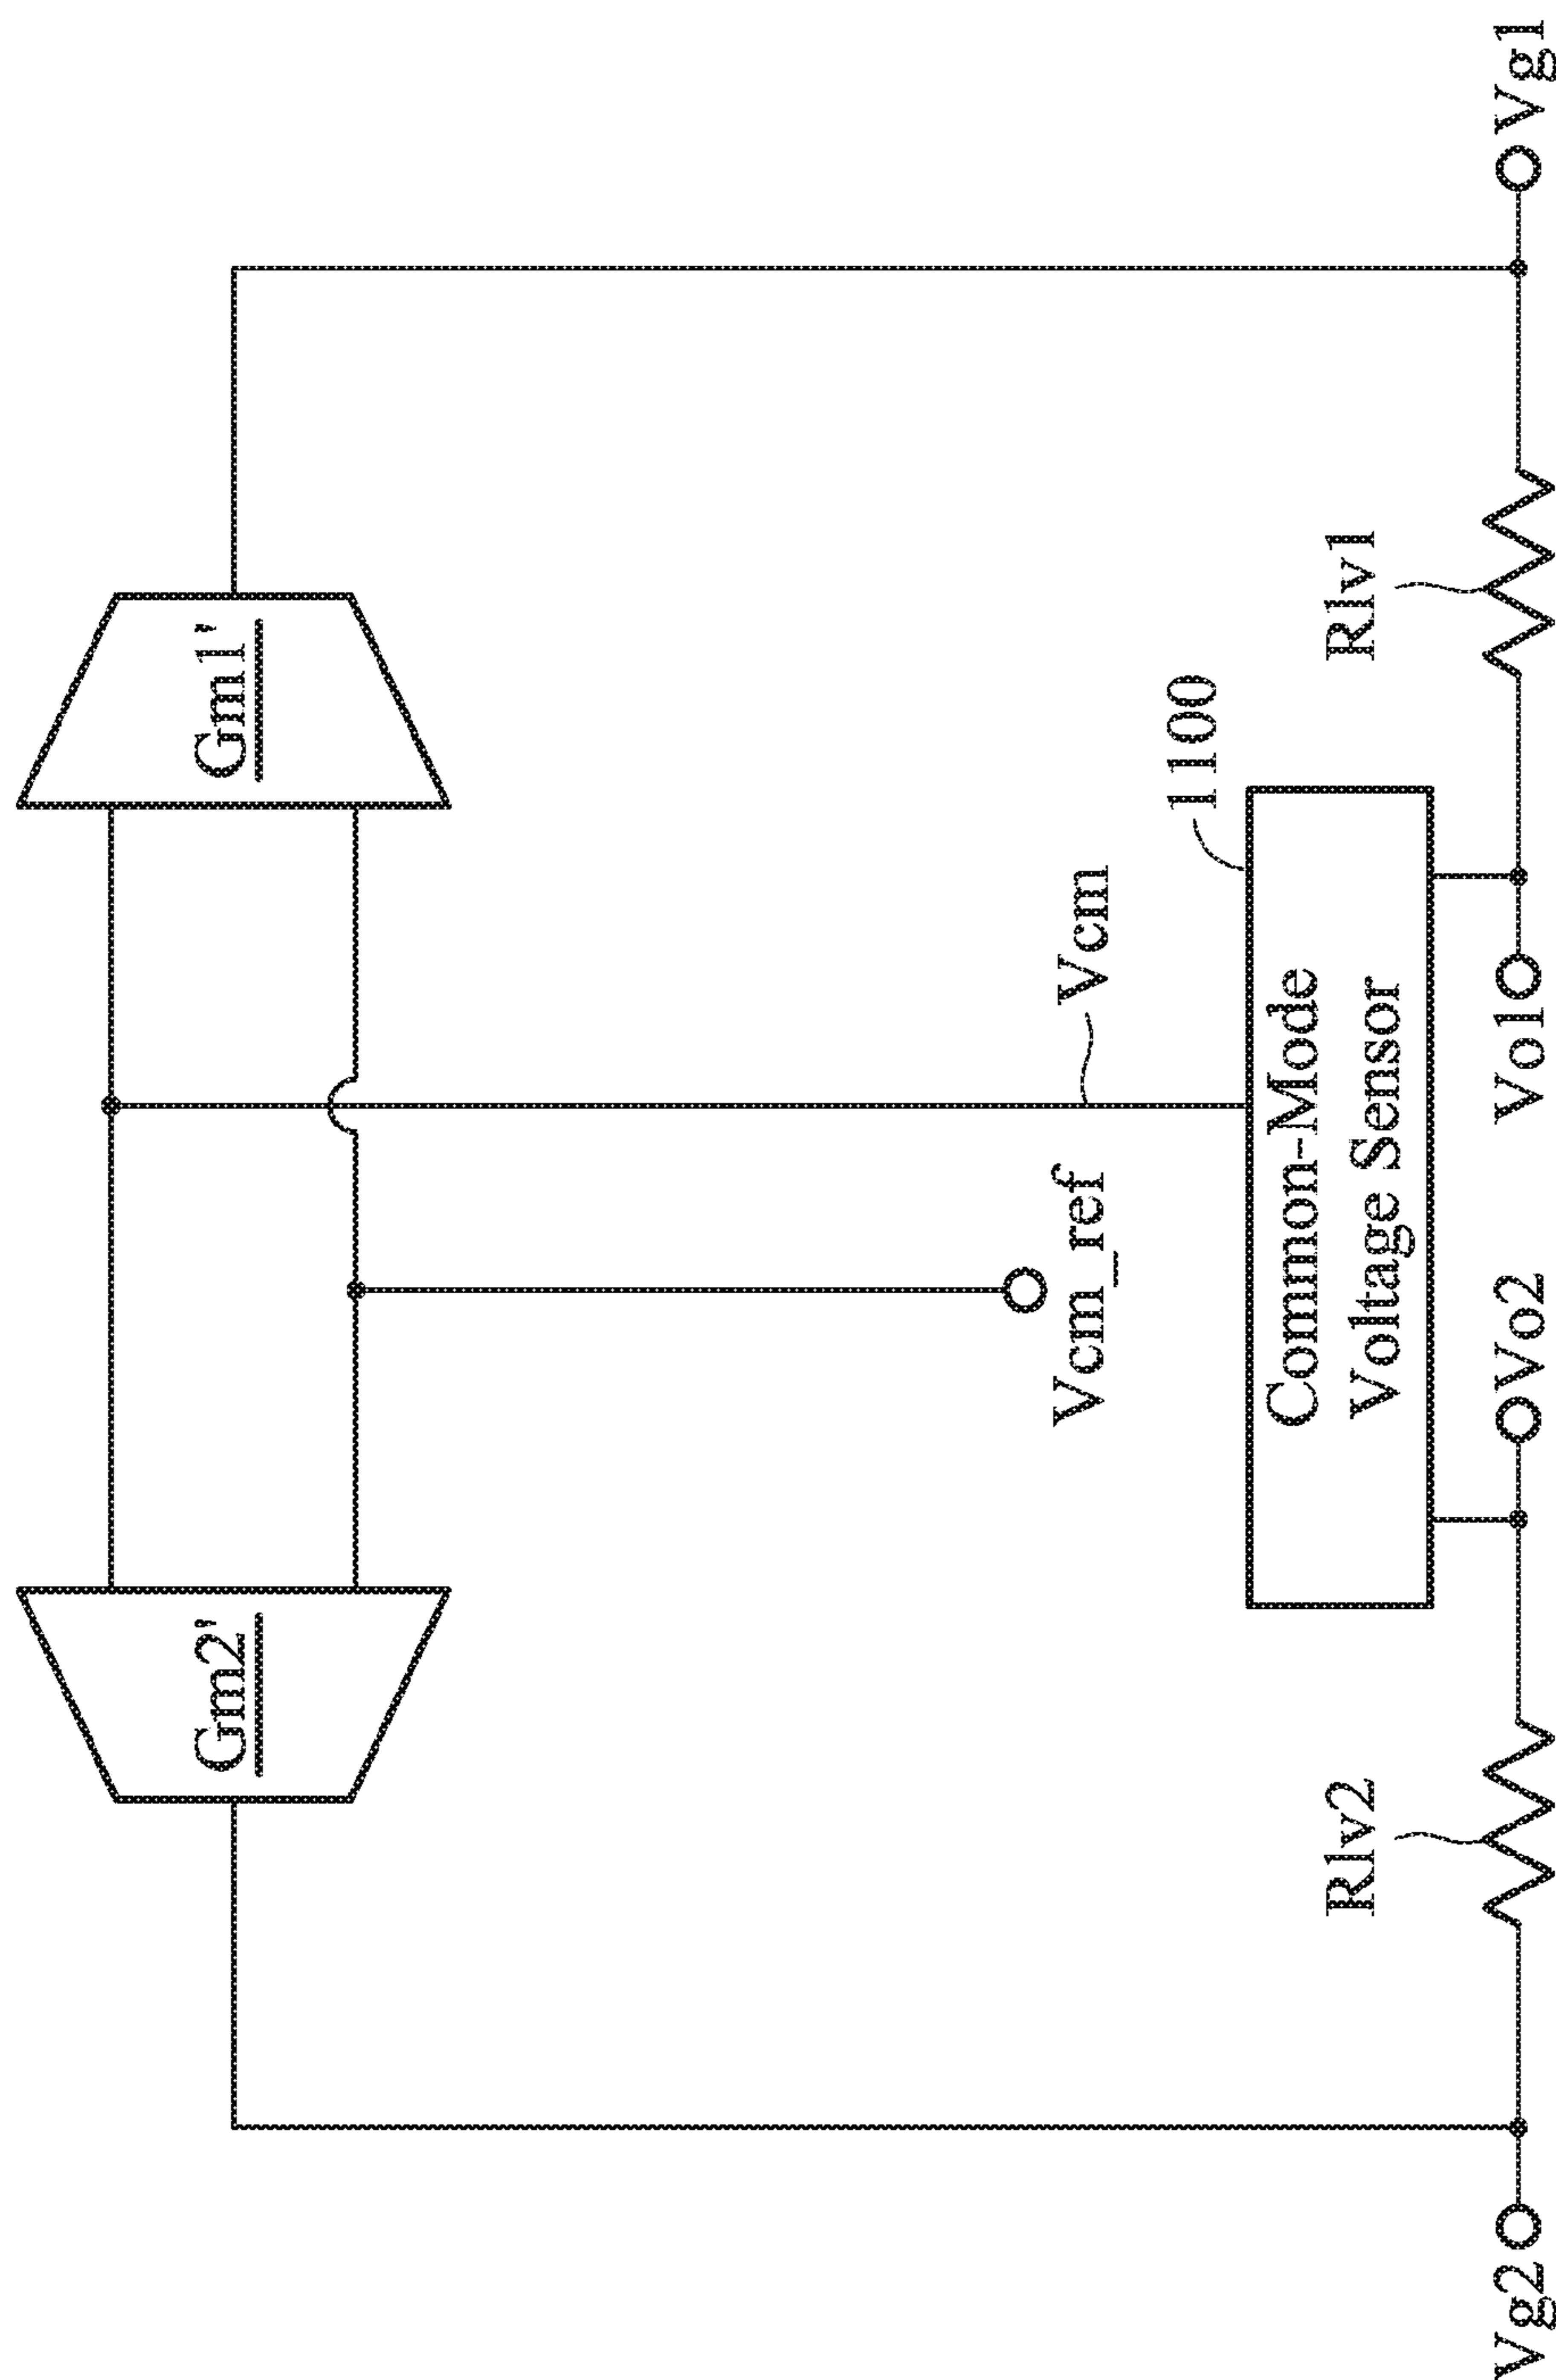 Gm2'
Gm1'
Vcm_ref
Vcm
1100
Common-Mode
Voltage Sensor
Rlv2
Rlv1
Vg2
Vo2
Vo1
Vg1